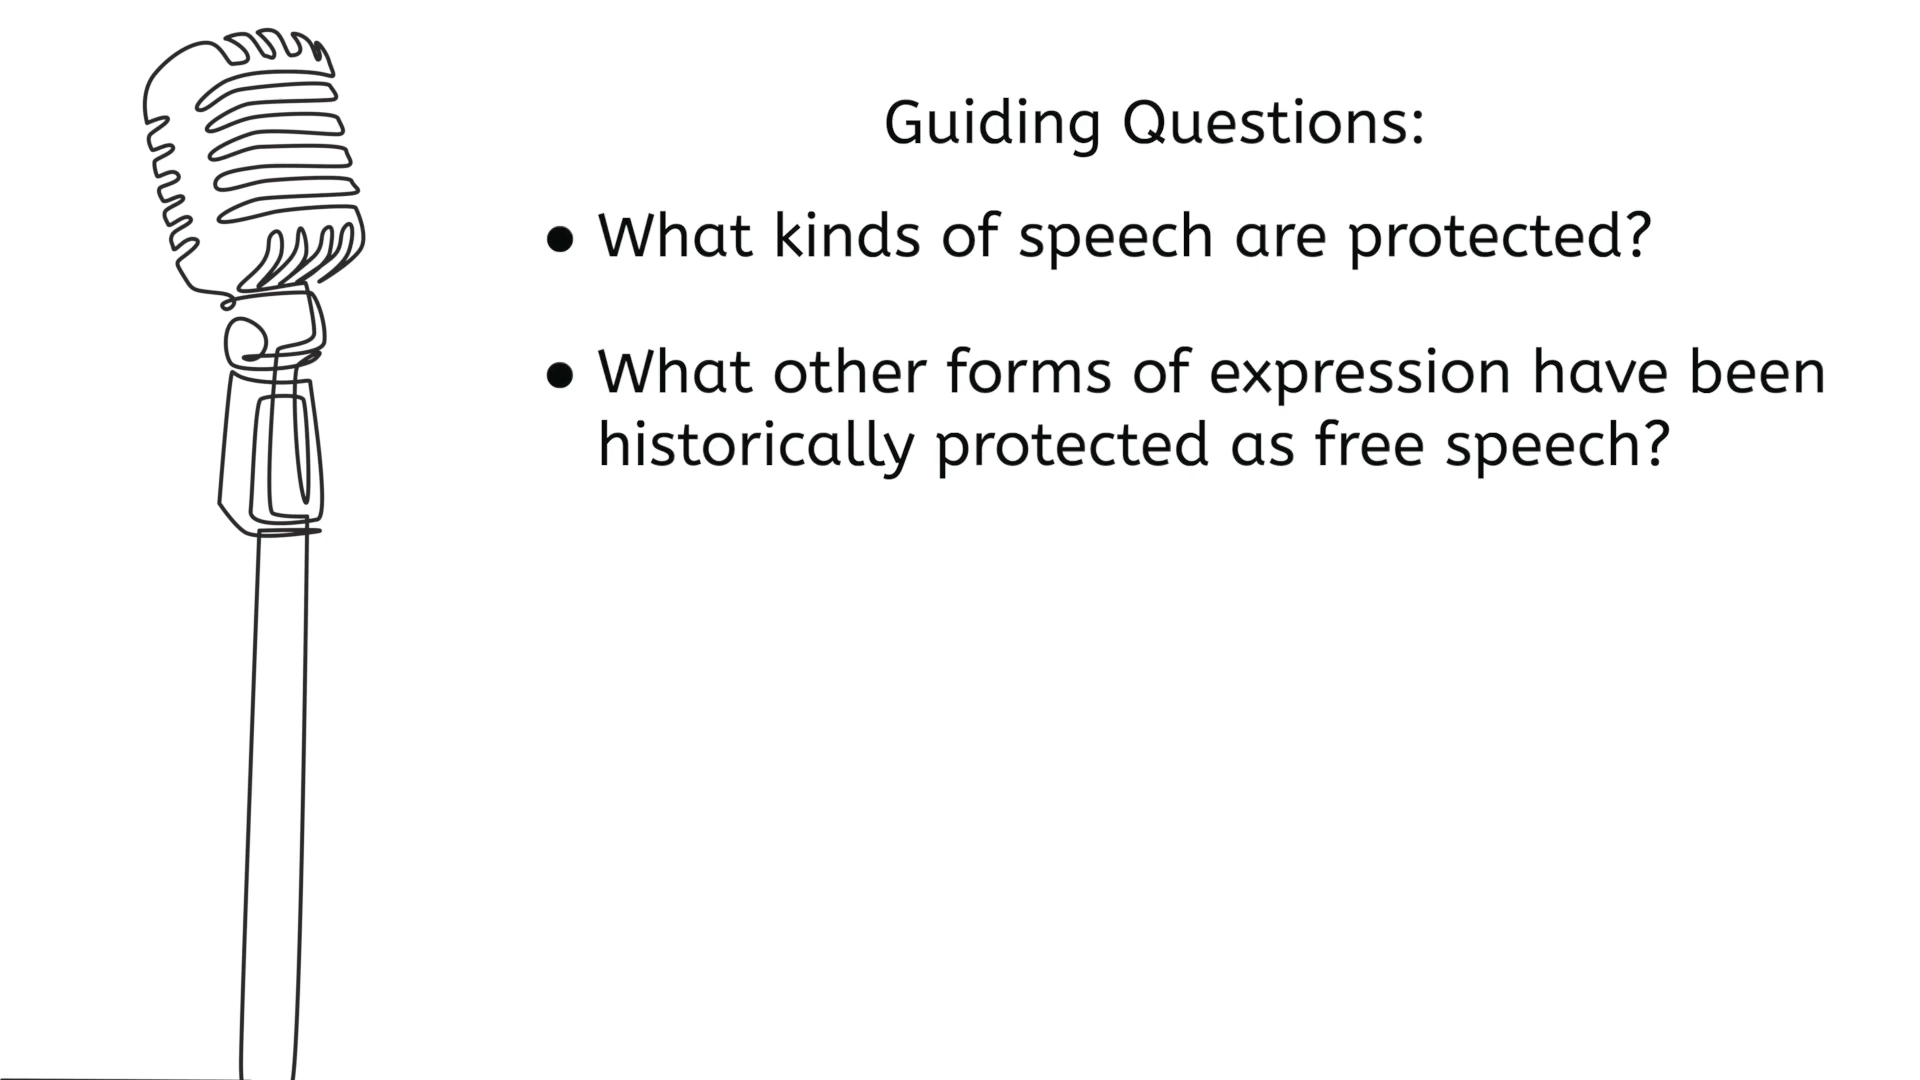 Guiding Questions:
• What kinds of speech are protected?
• What other forms of expression have been
historically protected as free speech?